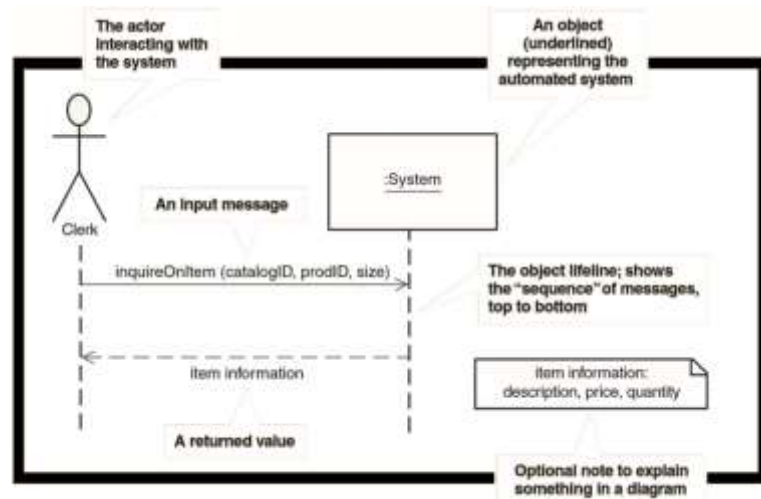 The actor
interacting with
the system
An object
(underlined)
representing the
automated system
:System
An input message
Clerk
inquireOnItem (catalogID, prodID, size)
The object lifeline; shows
the "sequence" of messages,
top to bottom
item information
item information:
description, price, quantity
A returned value
Optional note to explain
something in a diagram